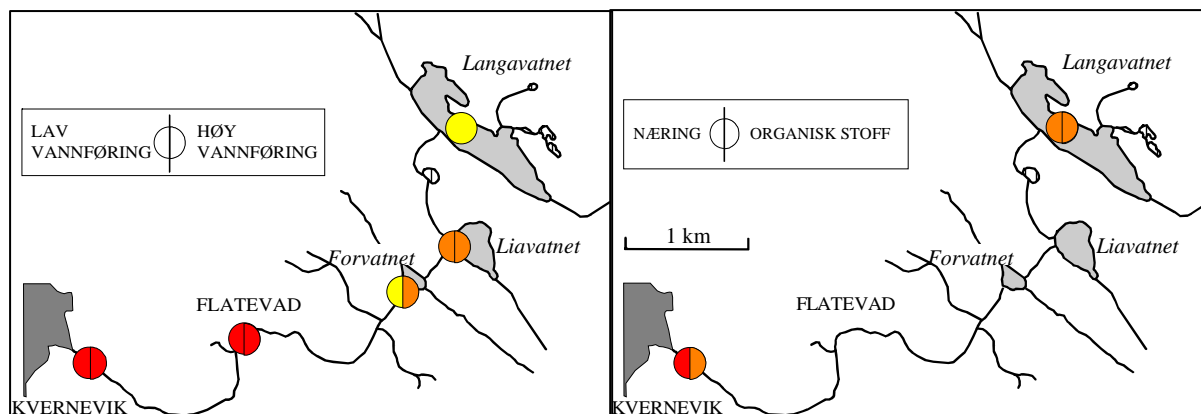 Langavatnet
LAV
VANNFØRING
HØY
VANNFØRING
Forvatnet
Liavatnet
FLATEVAD
KVERNEVIK
Langavatnet
NÆRING
ORGANISK STOFF
1 km
Forvatnet
Liavatnet
FLATEVAD
KVERNEVIK